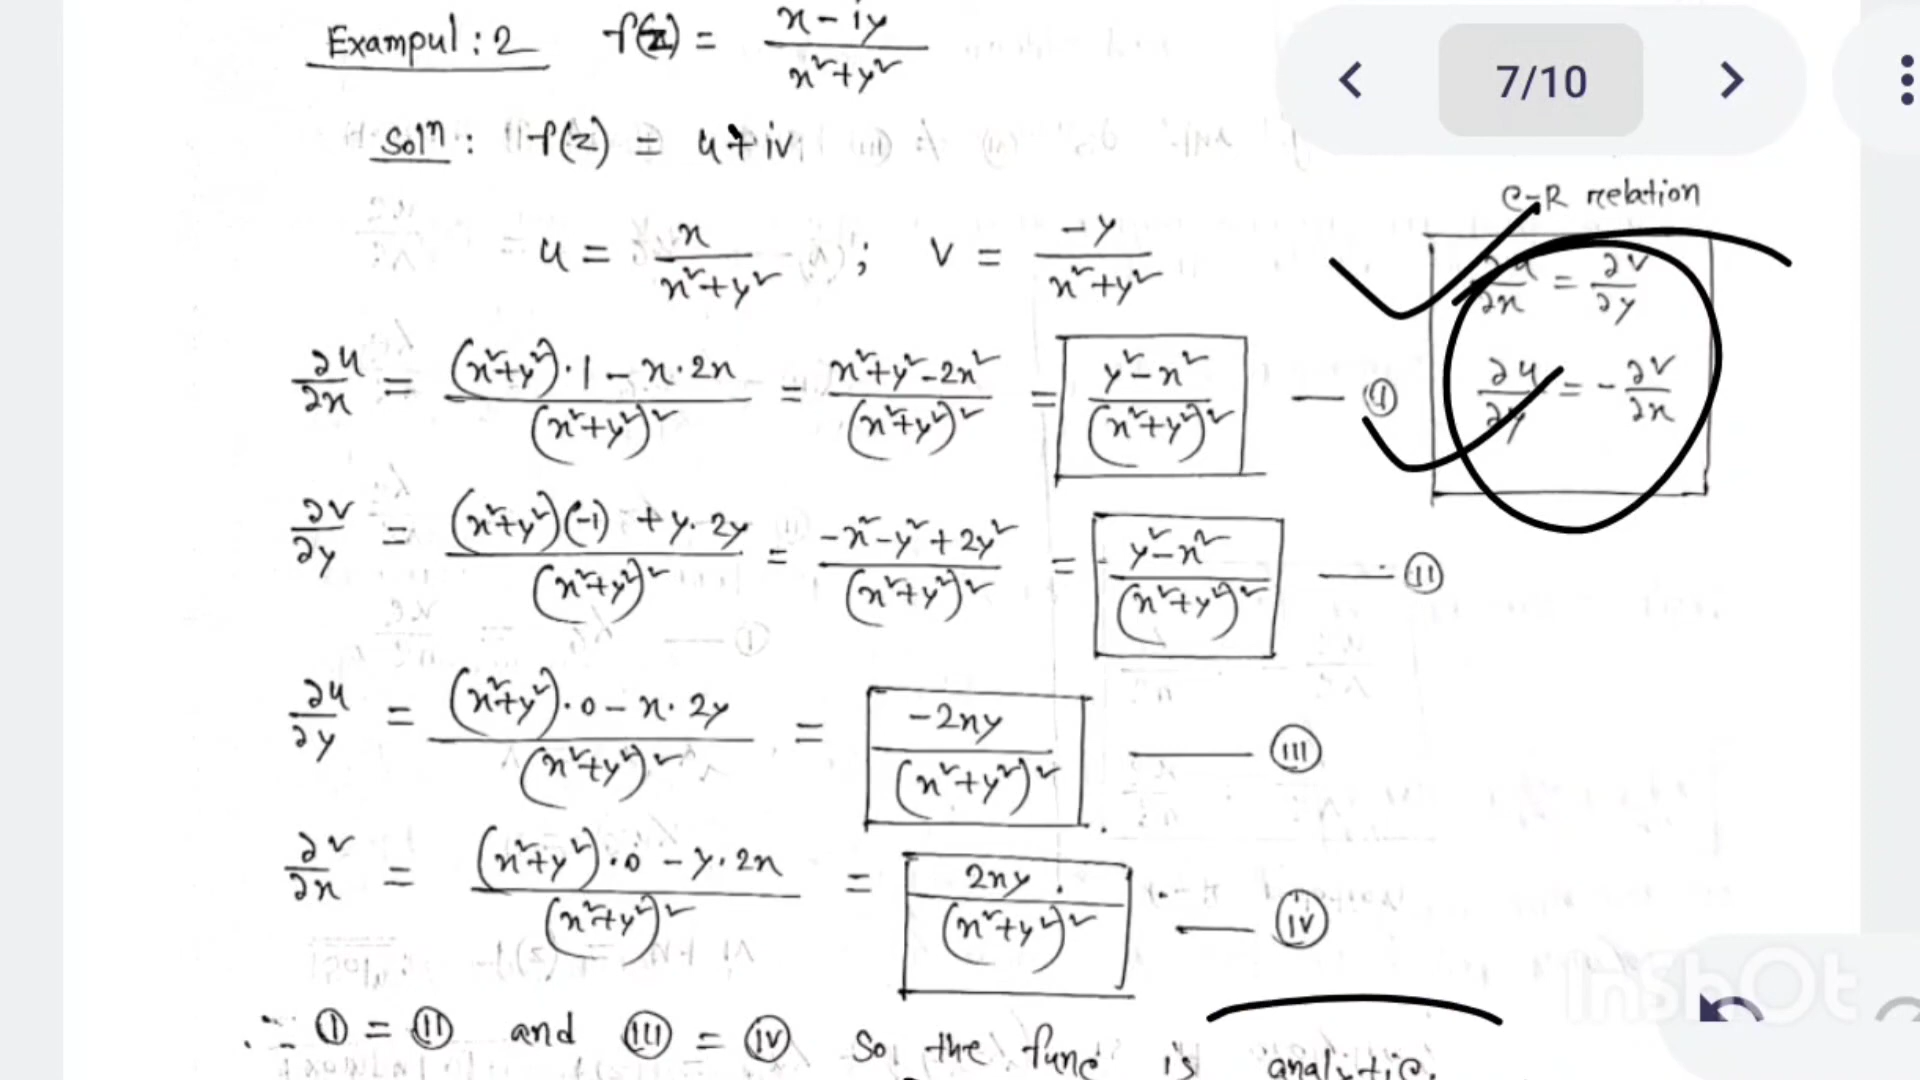 Exampul : 2 f(z) = x - iy / x² + y²
7/10
Solⁿ : f(z) = u + iv
C-R relation
u = x / x² + y² ; v = -y / x² + y²
∂u/∂x = ∂v/∂y
∂u/∂y = - ∂v/∂x
∂u/∂x = (x² + y²) · 1 - x · 2x / (x² + y²)² = x² + y² - 2x² / (x² + y²)² = y² - x² / (x² + y²)² — (I)
∂v/∂y = (x² + y²)(-1) + y · 2y / (x² + y²)² = -x² - y² + 2y² / (x² + y²)² = y² - x² / (x² + y²)² — (II)
∂u/∂y = (x² + y²) · 0 - x · 2y / (x² + y²)² = -2xy / (x² + y²)² — (III)
∂v/∂x = (x² + y²) · 0 - y · 2x / (x² + y²)² = 2xy / (x² + y²)² — (IV)
∴ (I) = (II) and (III) = (IV) So the func is analytic.
InShOt